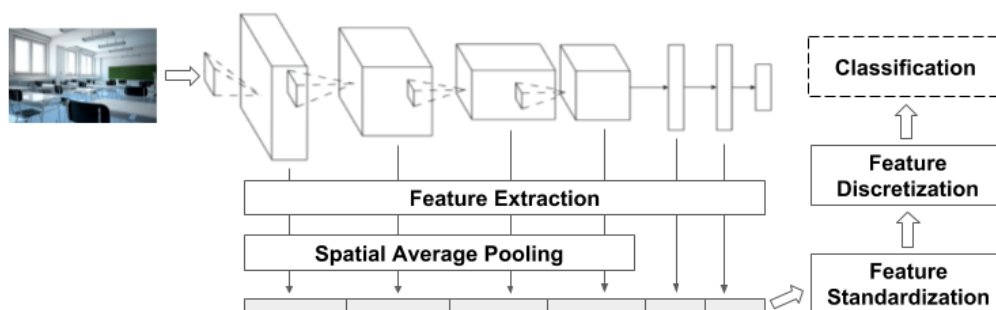 Classification
Feature
Discretization
Feature Extraction
Spatial Average Pooling
Feature
Standardization